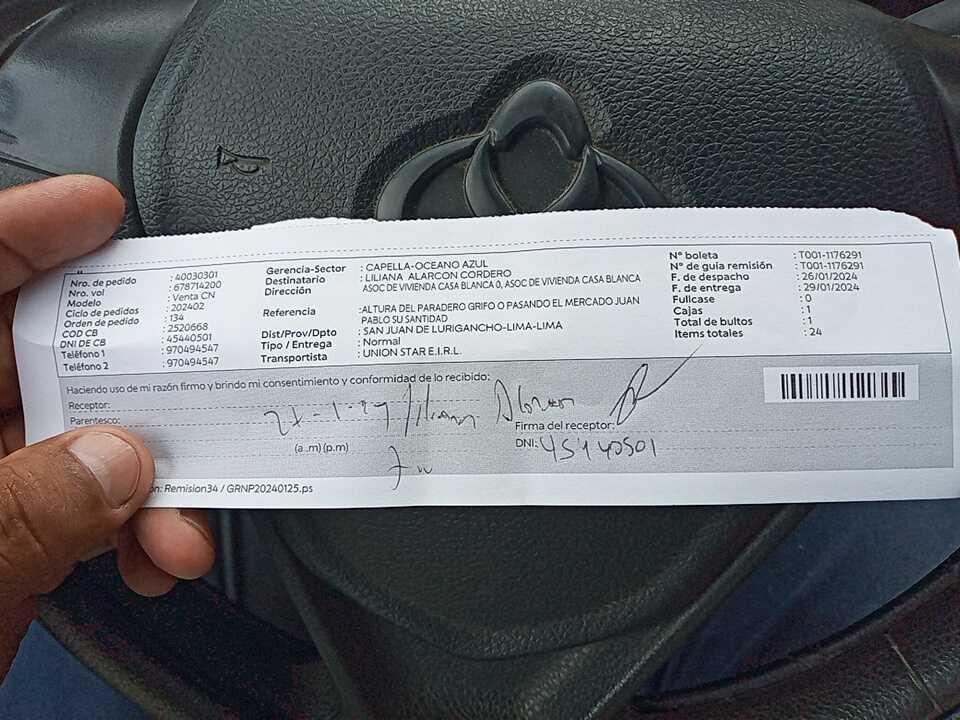 Nro. de pedido : 40030301
Nro. vol : 678714200
Modelo : Venta CN
Ciclo de pedidos : 202402
Orden de pedido : 134
COD CB : 2520668
DNI DE CB : 45440501
Teléfono 1 : 970494547
Teléfono 2 : 970494547
Gerencia-Sector : CAPELLA-OCEANO AZUL
Destinatario : LILIANA ALARCON CORDERO
Dirección ASOC DE VIVIENDA CASA BLANCA 0, ASOC DE VIVIENDA CASA BLANCA
Referencia :ALTURA DEL PARADERO GRIFO O PASANDO EL MERCADO JUAN
PABLO SU SANTIDAD
Dist/Prov/Dpto : SAN JUAN DE LURIGANCHO-LIMA-LIMA
Tipo / Entrega : Normal
Transportista : UNION STAR E.I.R.L.
N° boleta : T001-1176291
N° de guía remisión : T001-1176291
F. de despacho : 26/01/2024
F. de entrega : 29/01/2024
Fullcase : 0
Cajas : 1
Total de bultos : 1
Items totales : 24
Haciendo uso de mi razón firmo y brindo mi consentimiento y conformidad de lo recibido:
Receptor:
Parentesco:
(a .m) (p.m)
Firma del receptor:
DNI:
Remision34 / GRNP20240125.ps